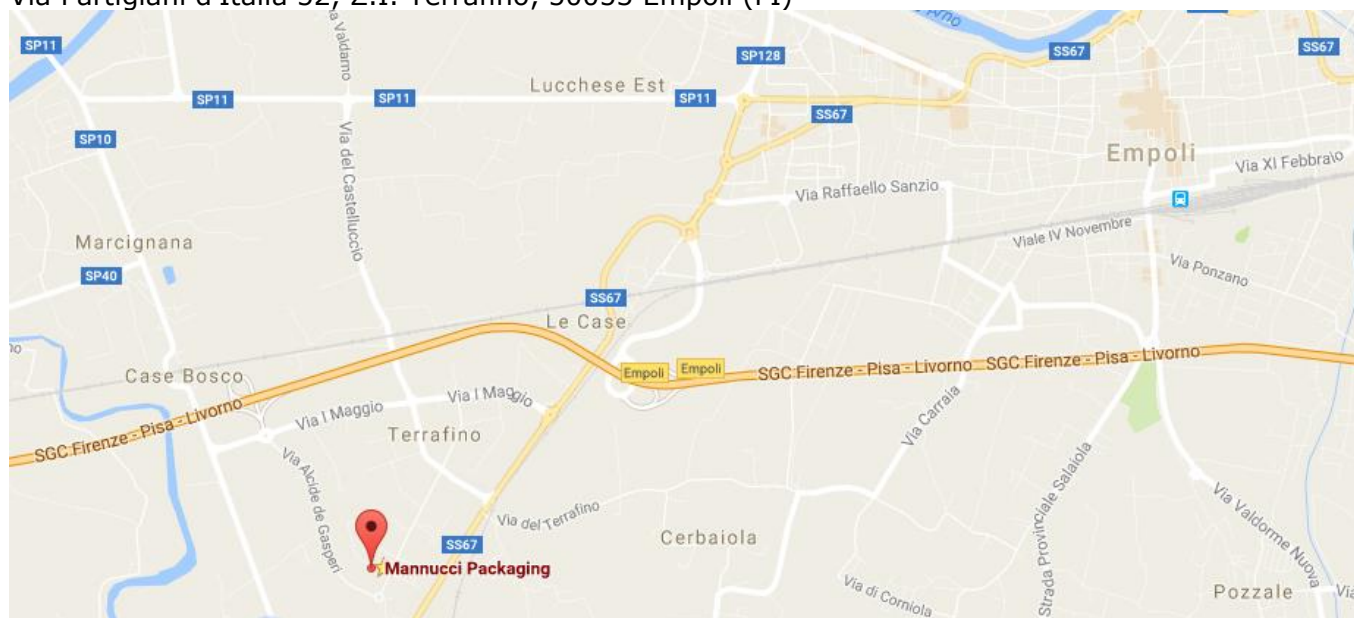 Via Partigiani d'Italia 52, Z.I. Terrafino, 50053 Empoli (FI)
SP11
SP128
SS67
SS67
Valdarno
Lucchese Est
SP11
SP11
SP11
SS67
SP10
Via del Castelluccio
Empoli
Via XI Febbraio
Via Raffaello Sanzio
Viale IV Novembre
Marcignana
Via Ponzano
SP40
SS67
Le Case
Case Bosco
Empoli
Empoli
SGC Firenze - Pisa - Livorno
SGC Firenze - Pisa - Livorno
Via I Maggio
Via I Maggio
SGC Firenze - Pisa - Livorno
Terrafino
Via Carraia
Via Alcide de Gasperi
Strada Provinciale Salaiola
Via Valdorme Nuova
Via del Terrafino
Cerbaiola
SS67
Mannucci Packaging
Via di Corniola
Pozzale
Via